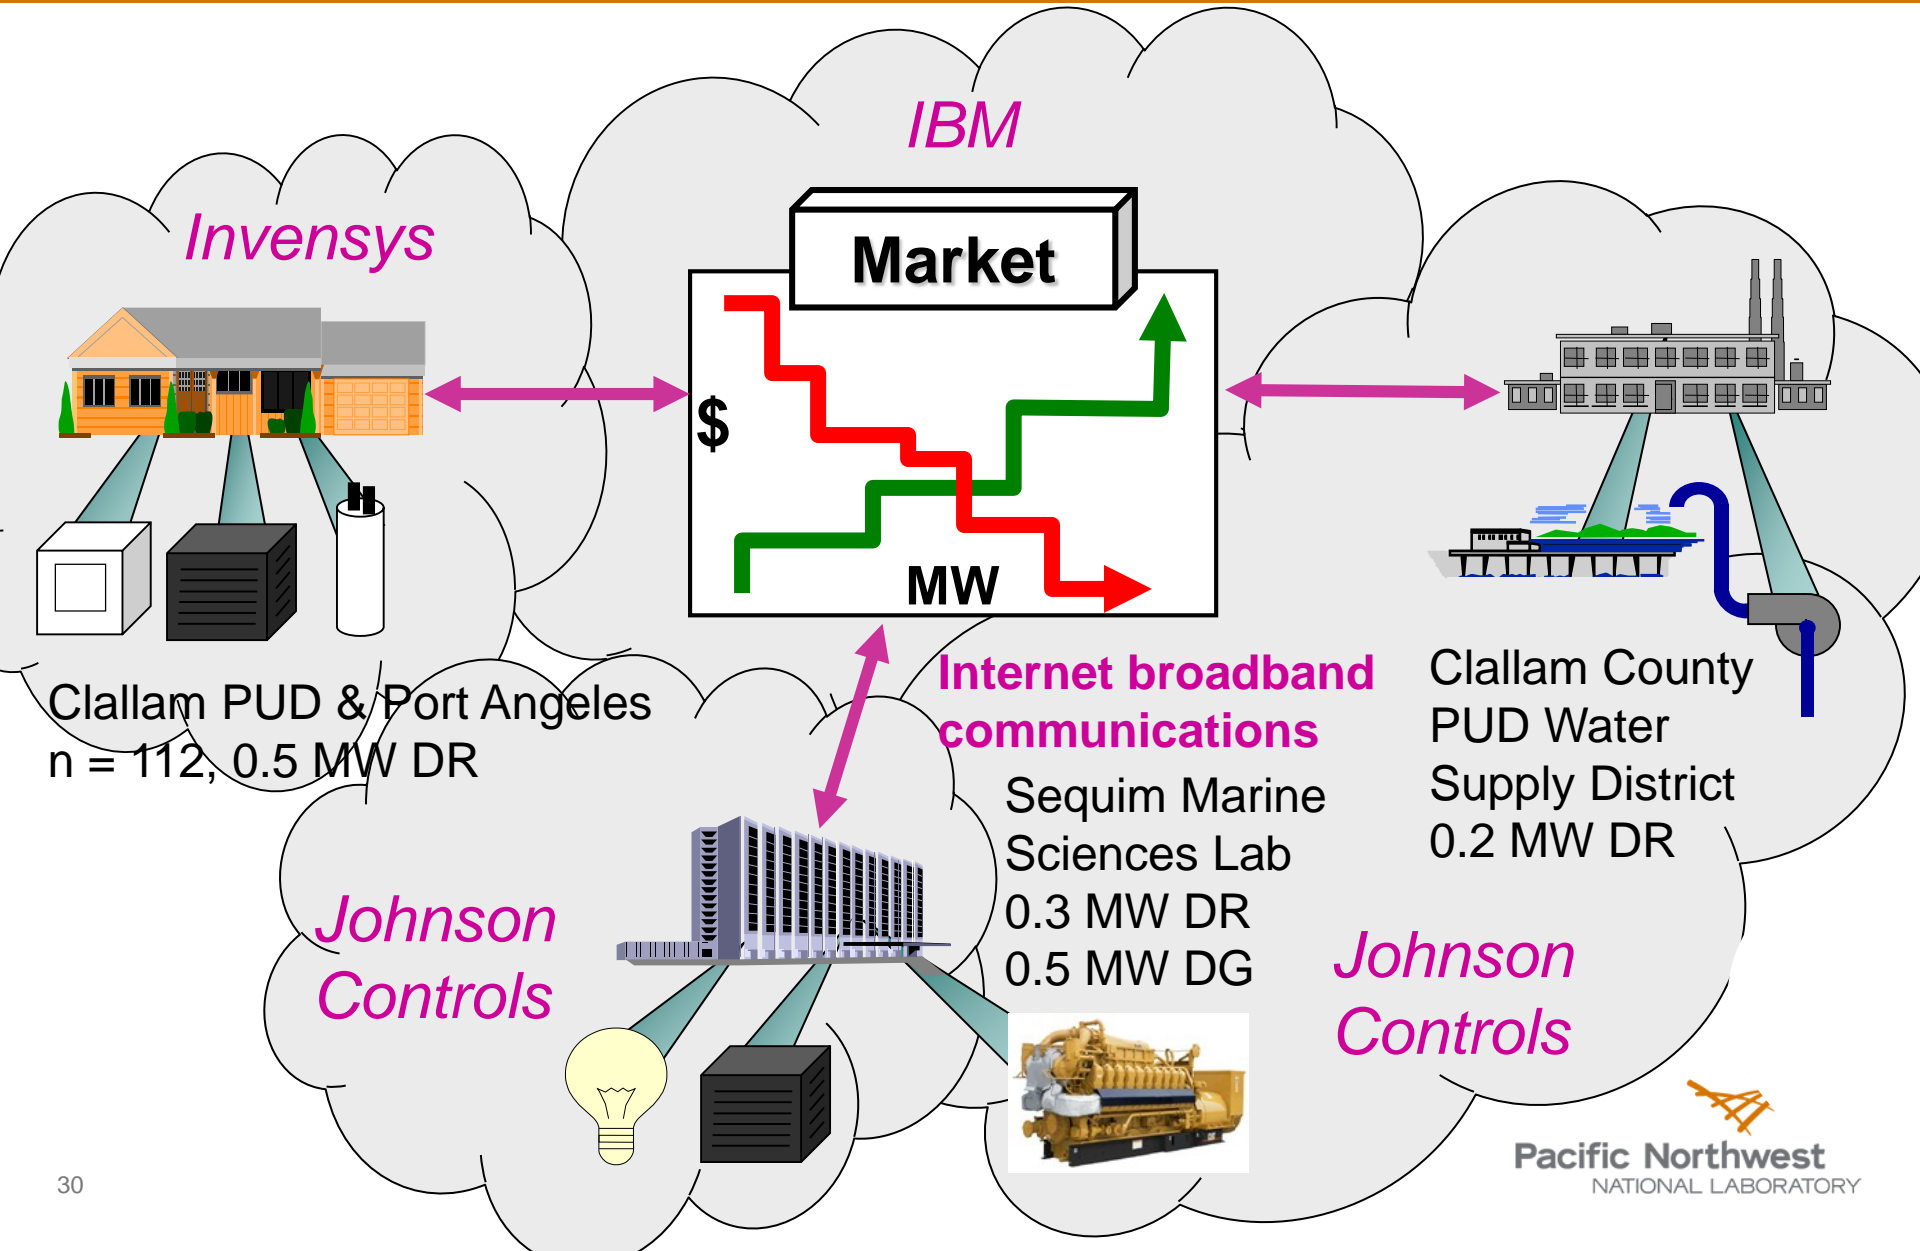 IBM
Invensys
Market
$
MW
Internet broadband
communications
Clallam PUD & Port Angeles
n = 112, 0.5 MW DR
Sequim Marine
Sciences Lab
0.3 MW DR
0.5 MW DG
Clallam County
PUD Water
Supply District
0.2 MW DR
Johnson
Controls
Johnson
Controls
Pacific Northwest
NATIONAL LABORATORY
30